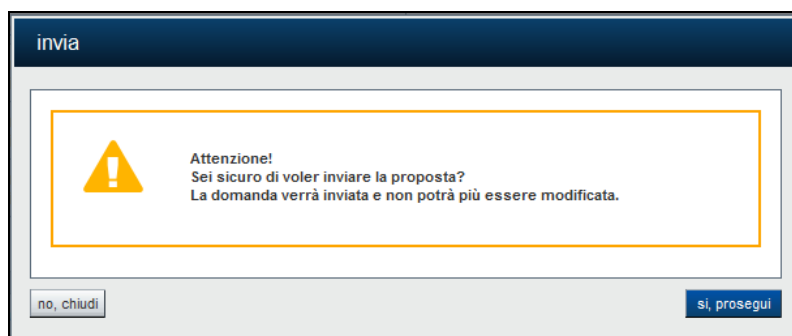 invia
Attenzione!
Sei sicuro di voler inviare la proposta?
La domanda verrà inviata e non potrà più essere modificata.
no, chiudi
si, prosegui